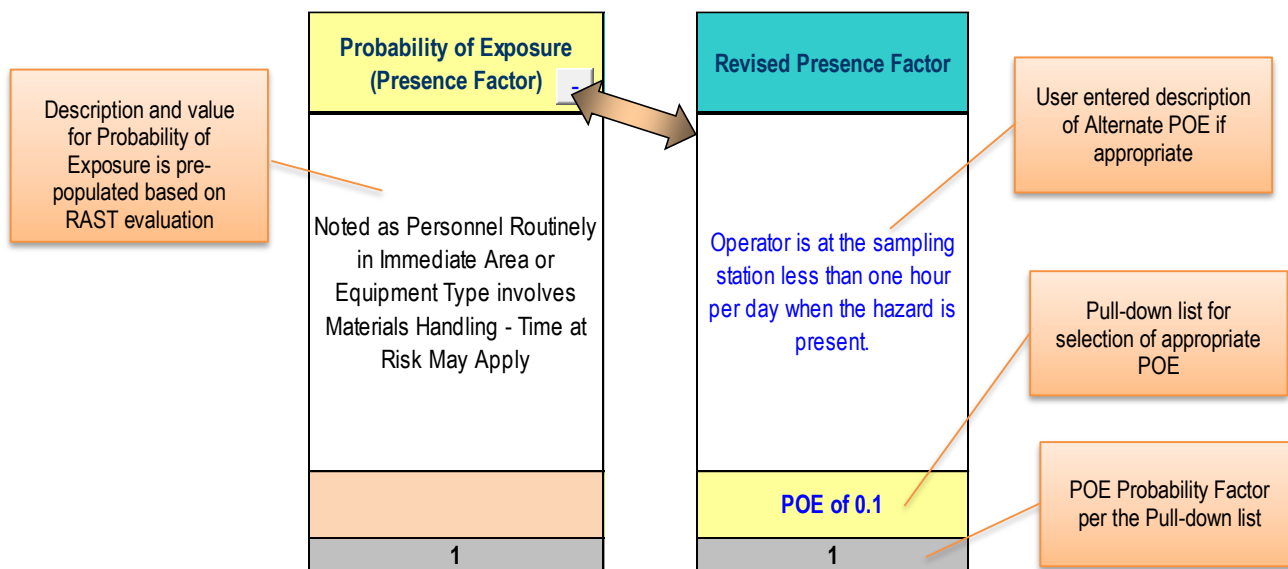 Probability of Exposure
(Presence Factor)
-
Revised Presence Factor
Description and value
for Probability of
Exposure is pre-
populated based on
RAST evaluation
User entered description
of Alternate POE if
appropriate
Noted as Personnel Routinely
in Immediate Area or
Equipment Type involves
Materials Handling - Time at
Risk May Apply
Operator is at the sampling
station less than one hour
per day when the hazard is
present.
Pull-down list for
selection of appropriate
POE
POE of 0.1
POE Probability Factor
per the Pull-down list
1
1